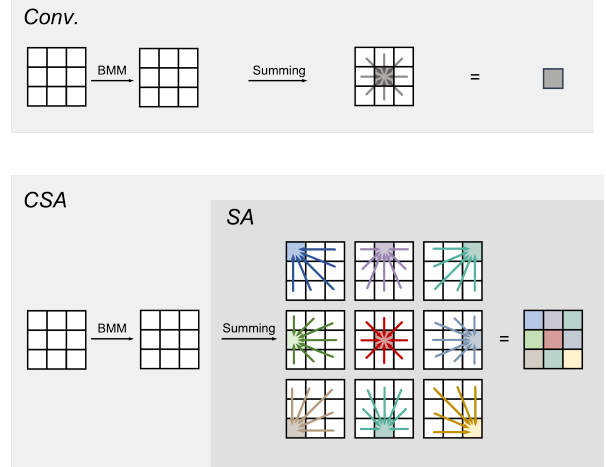 Conv.
BMM
Summing
=
CSA
SA
BMM
Summing
=